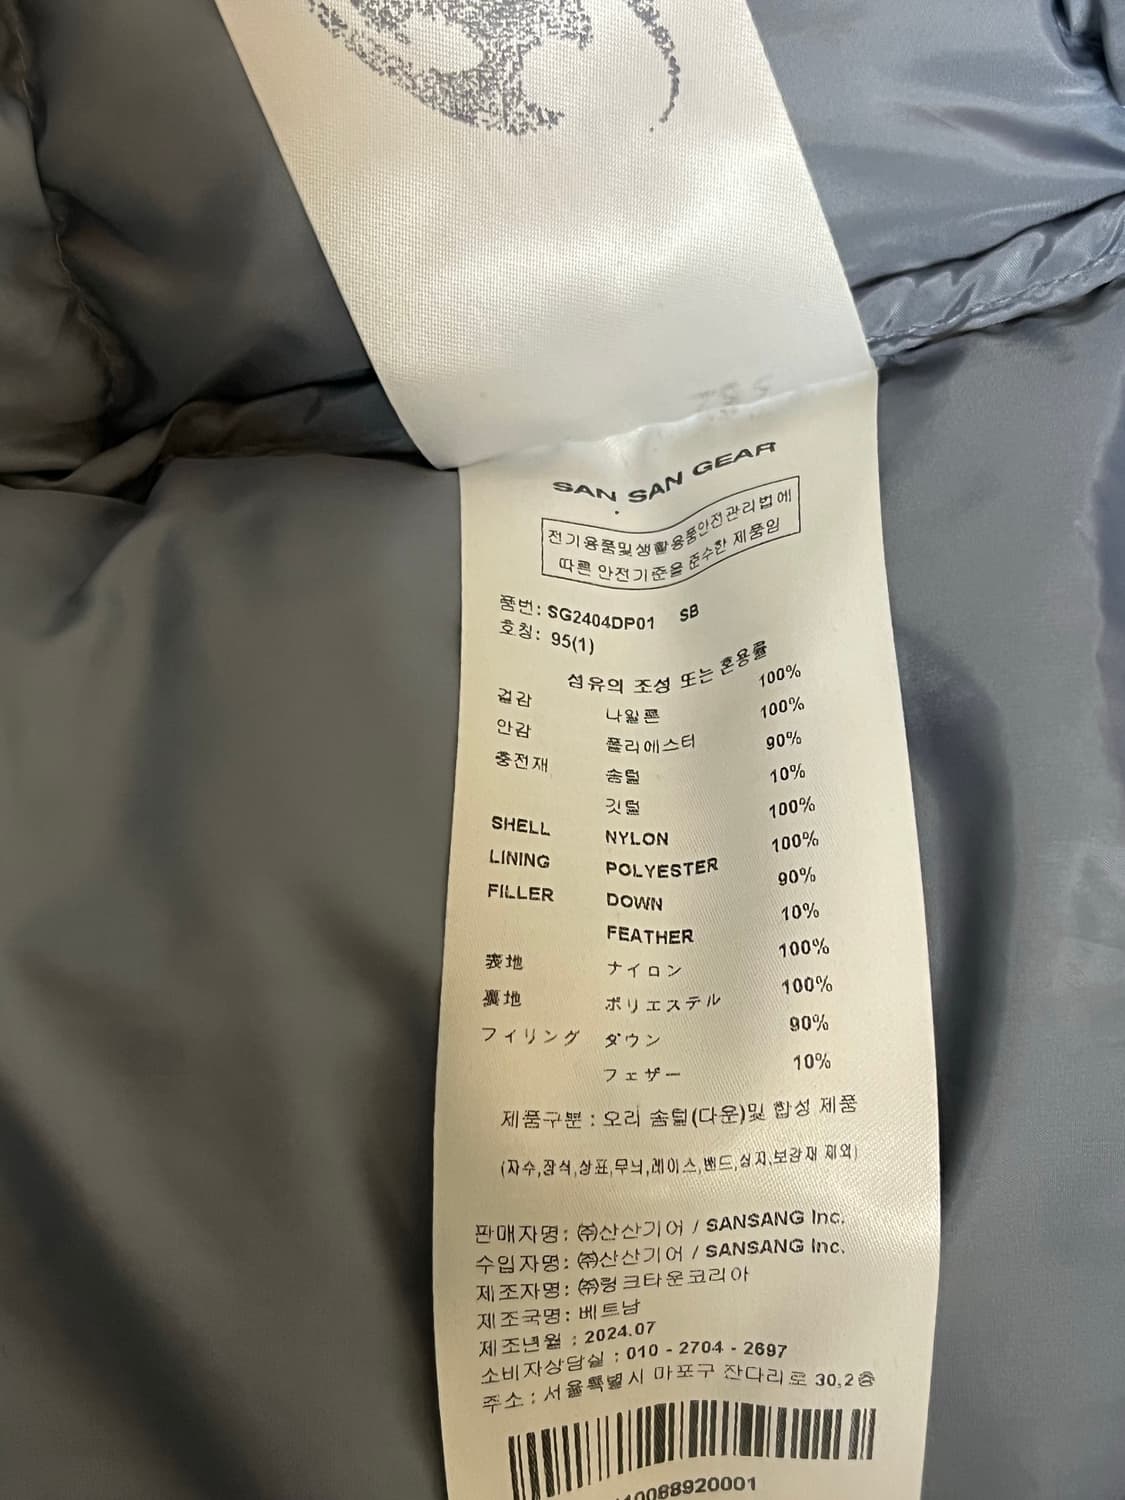 SAN SAN GEAR
전기용품및생활용품안전관리법에
따른 안전기준을 준수한 제품임
품번: SG2404DP01 SB
호칭: 95(1)
섬유의 조성 또는 혼용률
겉감 나일론 100%
안감 폴리에스터 100%
충전재 솜털 90%
깃털 10%
SHELL NYLON 100%
LINING POLYESTER 100%
FILLER DOWN 90%
FEATHER 10%
表地 ナイロン 100%
裏地 ポリエステル 100%
フィリング ダウン 90%
フェザー 10%
제품구분 : 오리 솜털(다운)및 합성 제품
(자수,장식,상표,무늬,레이스,밴드,심지,보강재 제외)
판매자명: ㈜산산기어 / SANSANG Inc.
수입자명: ㈜산산기어 / SANSANG Inc.
제조자명: ㈜링크타운코리아
제조국명: 베트남
제조년월 : 2024.07
소비자상담실 : 010 - 2704 - 2697
주소 : 서울특별시 마포구 잔다리로 30,2층
10088920001